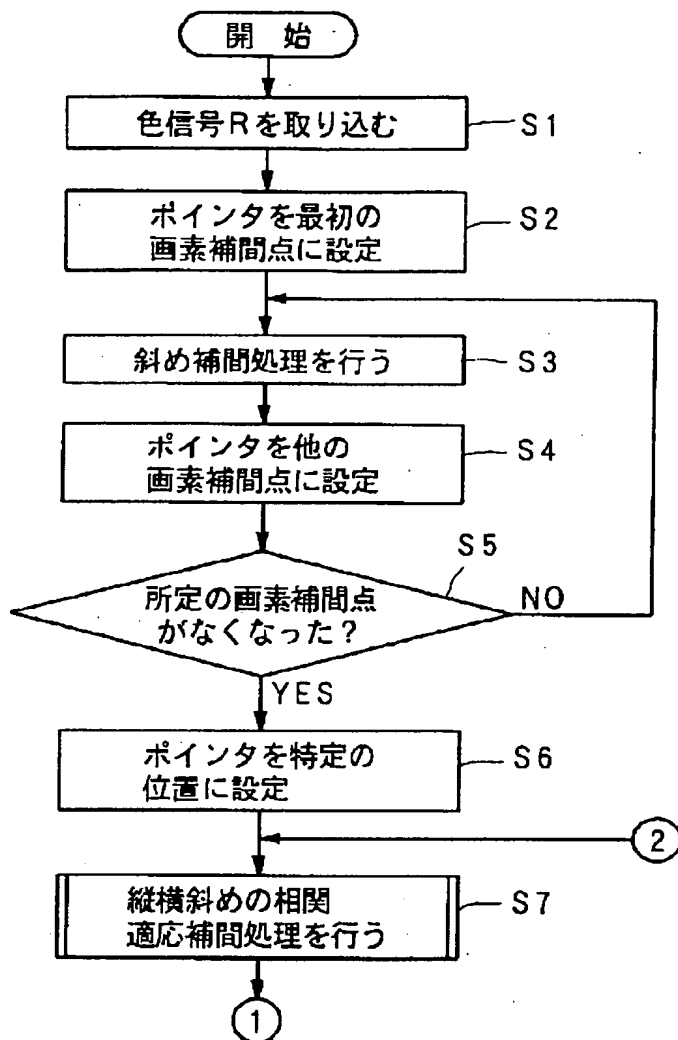 開 始
色信号Rを取り込む
S1
ポインタを最初の
画素補間点に設定
S2
斜め補間処理を行う
S3
ポインタを他の
画素補間点に設定
S4
S5
所定の画素補間点
がなくなった?
NO
YES
ポインタを特定の
位置に設定
S6
2
縦横斜めの相関
適応補間処理を行う
S7
1